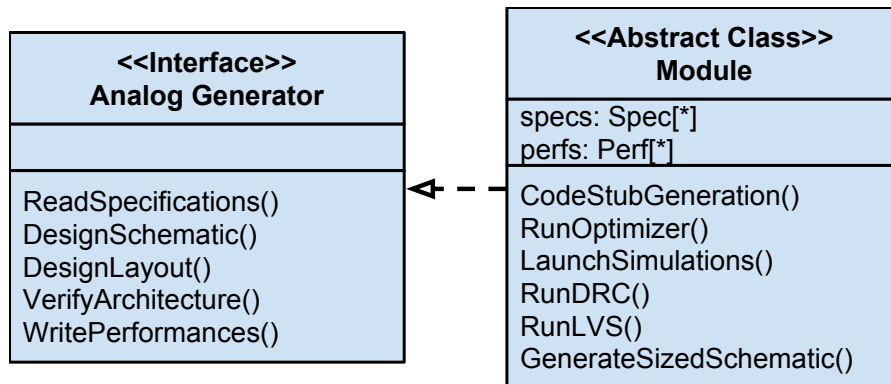 <<Interface>>
Analog Generator
ReadSpecifications()
DesignSchematic()
DesignLayout()
VerifyArchitecture()
WritePerformances()
<<Abstract Class>>
Module
specs: Spec[*]
perfs: Perf[*]
CodeStubGeneration()
RunOptimizer()
LaunchSimulations()
RunDRC()
RunLVS()
GenerateSizedSchematic()